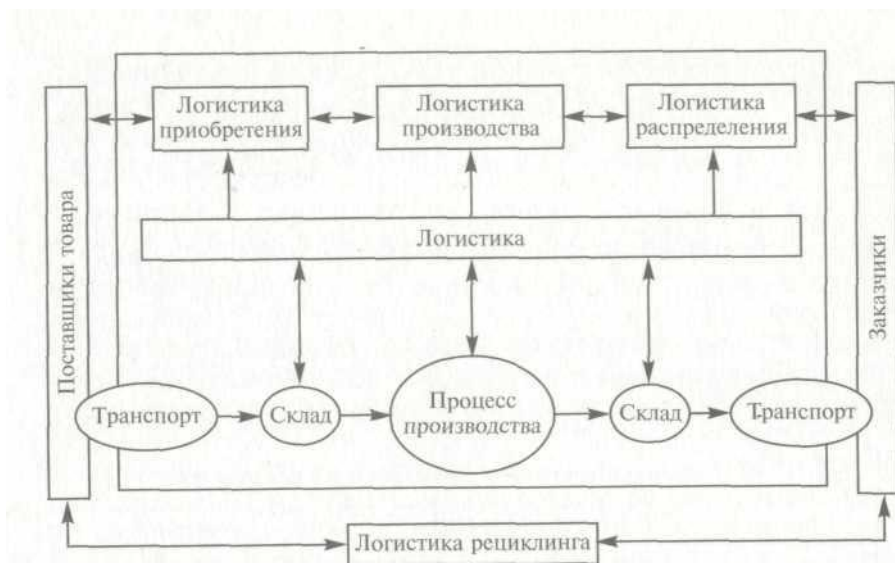 Логистика
приобретения
Логистика
производства
Логистика
распределения
Поставщики товара
Логистика
Заказчики
Транспорт
Склад
Процесс
производства
Склад
Транспорт
Логистика рециклинга